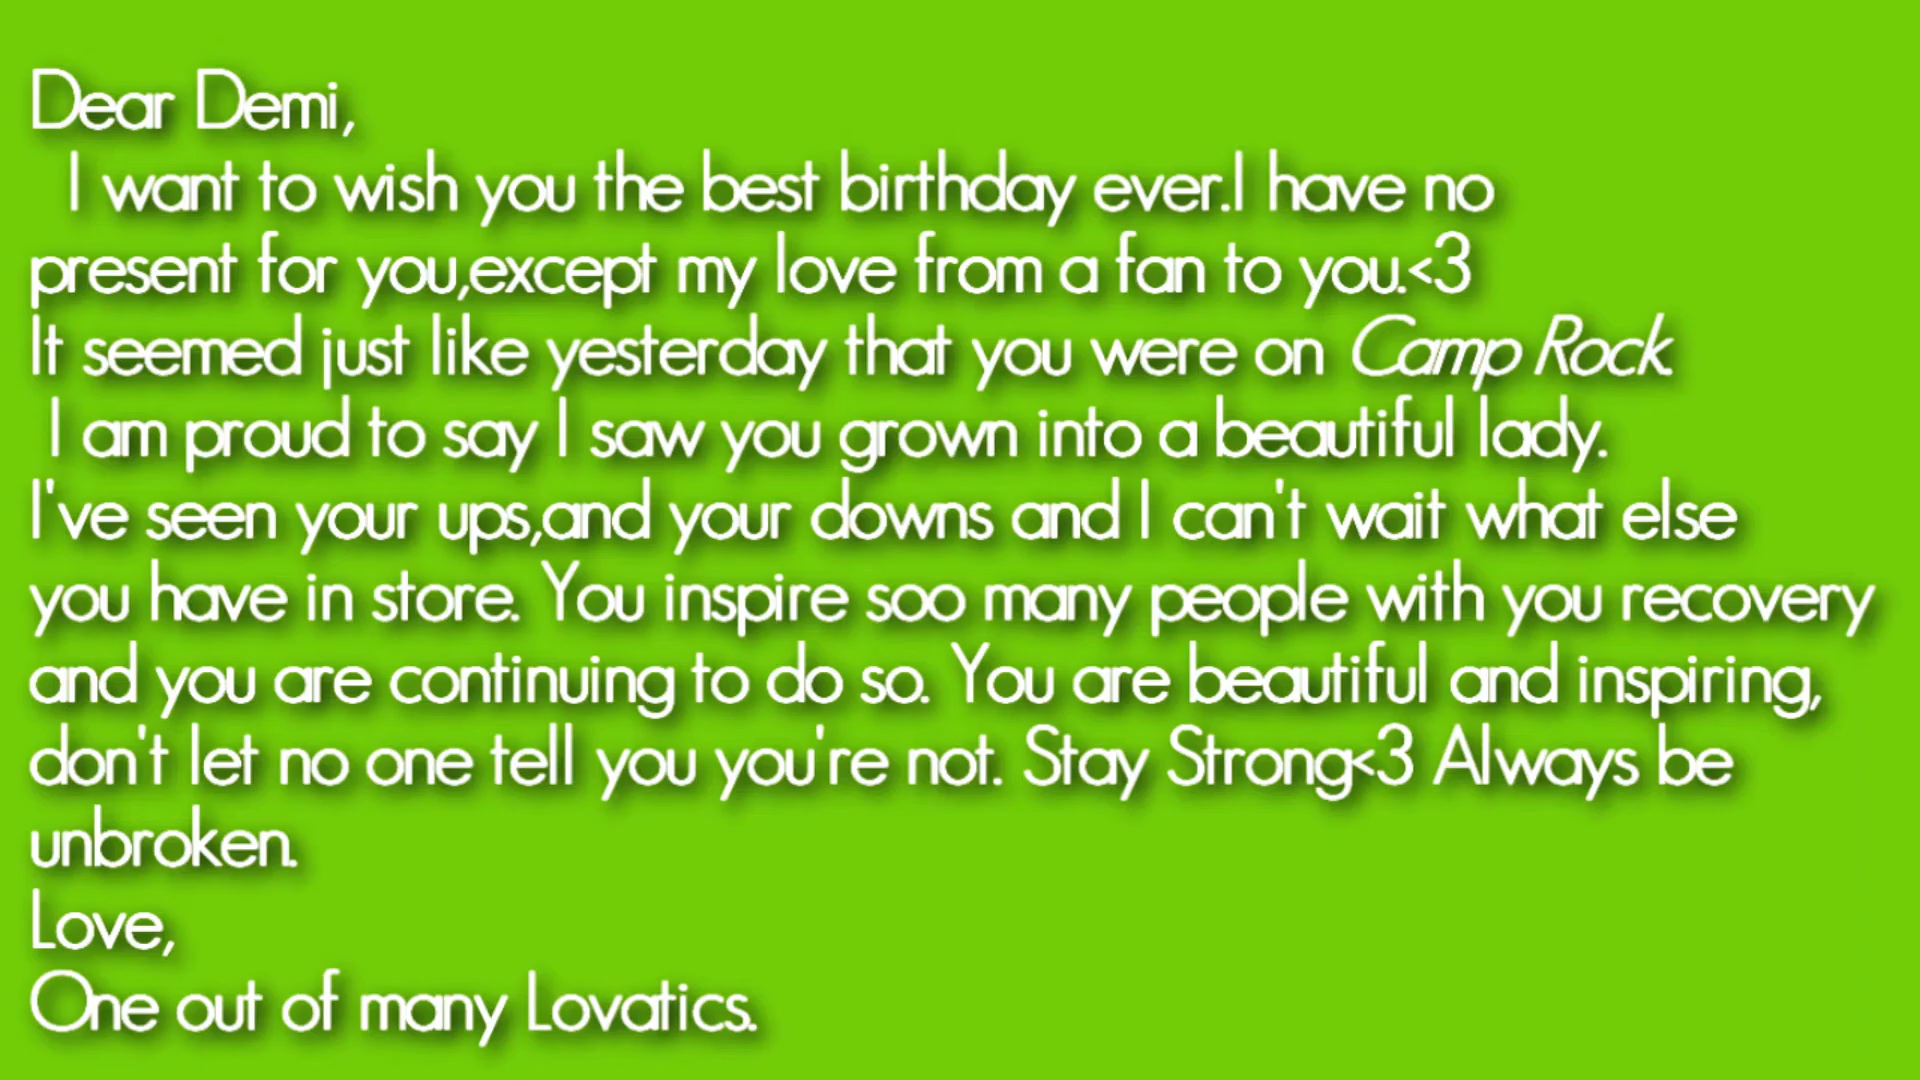 Dear Demi,
I want to wish you the best birthday ever.I have no
present for you,except my love from a fan to you.<3
It seemed just like yesterday that you were on Camp Rock.
I am proud to say I saw you grown into a beautiful lady.
I've seen your ups,and your downs and I can't wait what else
you have in store. You inspire soo many people with you recovery
and you are continuing to do so. You are beautiful and inspiring,
don't let no one tell you you're not. Stay Strong<3 Always be
unbroken.
Love,
One out of many Lovatics.